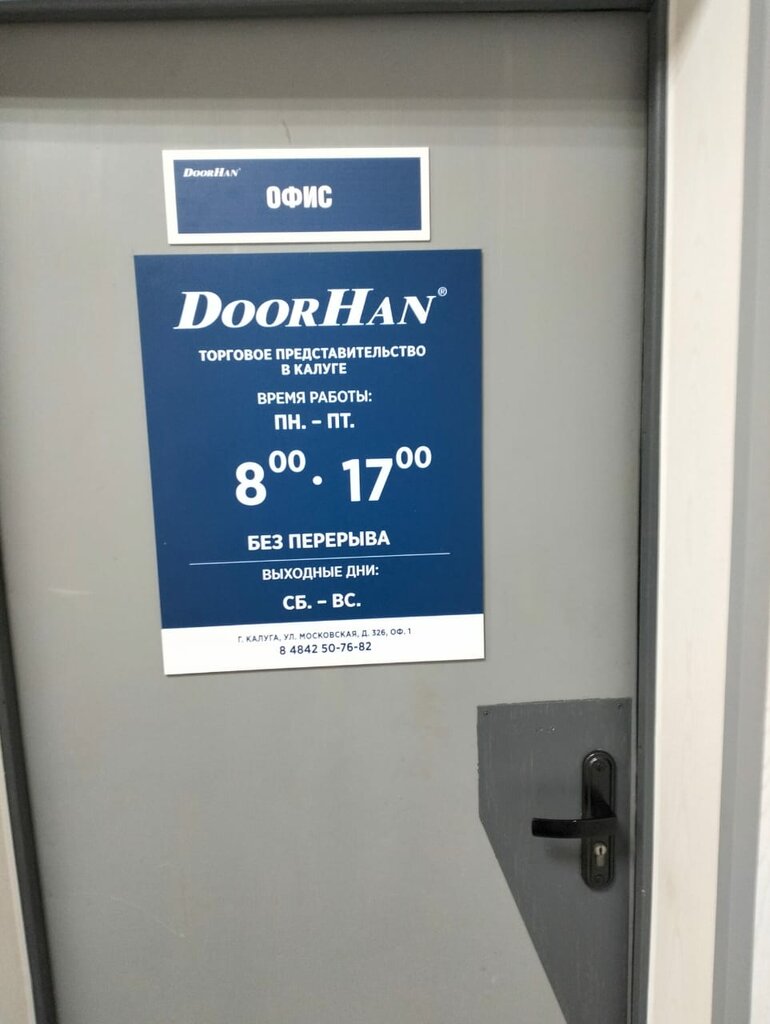 DoorHan®
ОФИС
DoorHan®
ТОРГОВОЕ ПРЕДСТАВИТЕЛЬСТВО
В КАЛУГЕ
ВРЕМЯ РАБОТЫ:
ПН. – ПТ.
8⁰⁰ · 17⁰⁰
БЕЗ ПЕРЕРЫВА
ВЫХОДНЫЕ ДНИ:
СБ. – ВС.
Г. КАЛУГА, УЛ. МОСКОВСКАЯ, Д. 326, ОФ. 1
8 4842 50-76-82